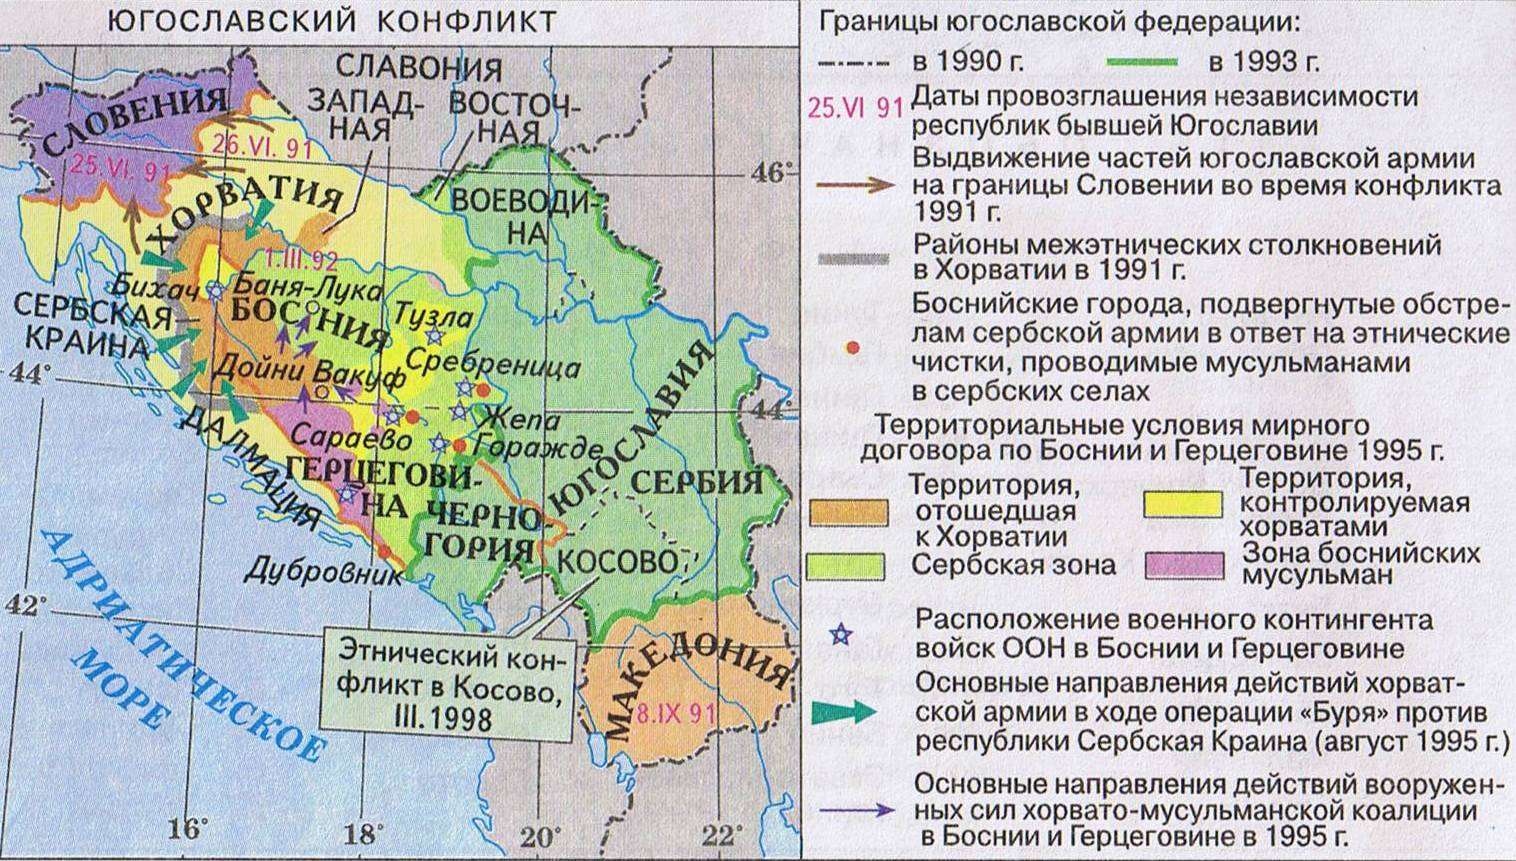 ЮГОСЛАВСКИЙ КОНФЛИКТ
СЛАВОНИЯ
ЗАПАД-
НАЯ
ВОСТОЧ-
НАЯ
СЛОВЕНИЯ
26.VI. 91
25.VI. 91
46°
ХОРВАТИЯ
ВОЕВОДИ-
НА
1.III.92
Бихач
Баня-Лука
СЕРБСКАЯ
КРАИНА
БОСНИЯ
Тузла
Сребреница
44°
Дойни Вакуф
44°
Жепа
Сараево
Горажде
ДАЛМАЦИЯ
ГЕРЦЕГОВИ-
НА
ЮГОСЛАВИЯ
СЕРБИЯ
ЧЕРНО-
ГОРИЯ
КОСОВО
Дубровник
42°
АДРИАТИЧЕСКОЕ
МОРЕ
Этнический кон-
фликт в Косово,
III.1998
МАКЕДОНИЯ
8.IX 91
16°
18°
20°
22°
Границы югославской федерации:
в 1990 г.
в 1993 г.
25.VI 91
Даты провозглашения независимости
республик бывшей Югославии
Выдвижение частей югославской армии
на границы Словении во время конфликта
1991 г.
Районы межэтнических столкновений
в Хорватии в 1991 г.
Боснийские города, подвергнутые обстре-
лам сербской армии в ответ на этнические
чистки, проводимые мусульманами
в сербских селах
Территориальные условия мирного
договора по Боснии и Герцеговине 1995 г.
Территория,
отошедшая
к Хорватии
Территория,
контролируемая
хорватами
Сербская зона
Зона боснийских
мусульман
Расположение военного контингента
войск ООН в Боснии и Герцеговине
Основные направления действий хорват-
ской армии в ходе операции «Буря» против
республики Сербская Краина (август 1995 г.)
Основные направления действий вооружен-
ных сил хорвато-мусульманской коалиции
в Боснии и Герцеговине в 1995 г.